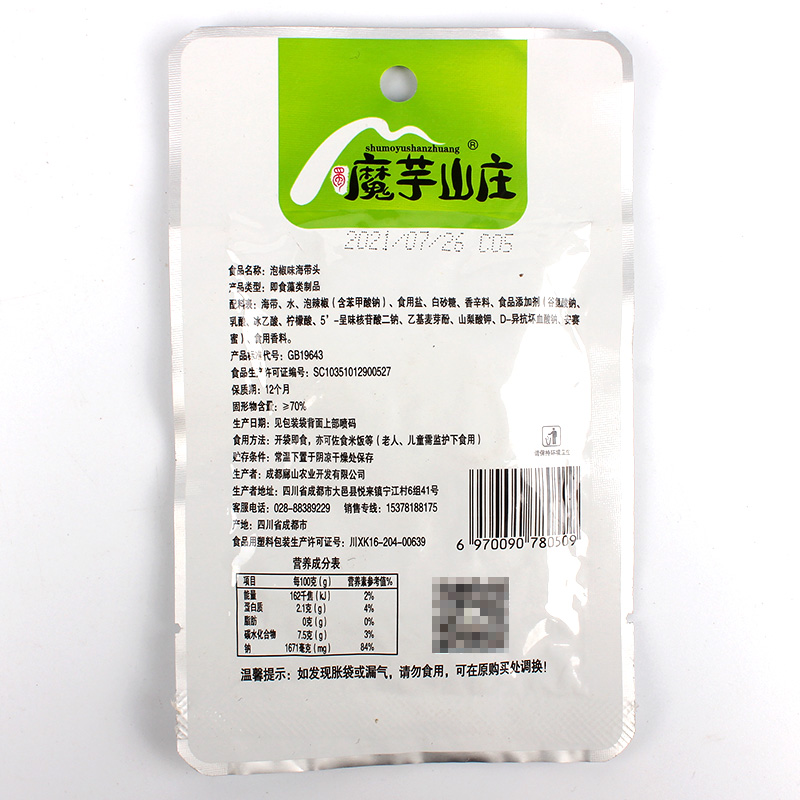 shumoyushanzhuang ®
蜀 魔芋山庄
2021/07/26 C05
食品名称: 泡椒味海带头
产品类型: 即食藻类制品
配料表: 海带、水、泡辣椒（含苯甲酸钠）、食用盐、白砂糖、香辛料、食品添加剂（谷氨酸钠、
乳酸、冰乙酸、柠檬酸、5’-呈味核苷酸二钠、乙基麦芽酚、山梨酸钾、D-异抗坏血酸钠、安赛
蜜）、食用香料。
产品标准代号: GB19643
食品生产许可证编号: SC10351012900527
保质期: 12个月
固形物含量: ≥70%
生产日期: 见包装袋背面上部喷码
食用方法: 开袋即食，亦可佐食米饭等（老人、儿童需监护下食用）
贮存条件: 常温下置于阴凉干燥处保存
生产者: 成都鄺山农业开发有限公司
生产者地址: 四川省成都市大邑县悦来镇宁江村6组41号
客服电话: 028-88389229 销售专线: 15378188175
产地: 四川省成都市
食品用塑料包装生产许可证号: 川XK16-204-00639
请保持环境卫生
6 970090 780509
营养成分表
项目 每100克（g） 营养素参考值%
能量 162千焦（kJ） 2%
蛋白质 2.1克（g） 4%
脂肪 0克（g） 0%
碳水化合物 7.5克（g） 3%
钠 1671毫克（mg） 84%
温馨提示: 如发现胀袋或漏气，请勿食用，可在原购买处调换!